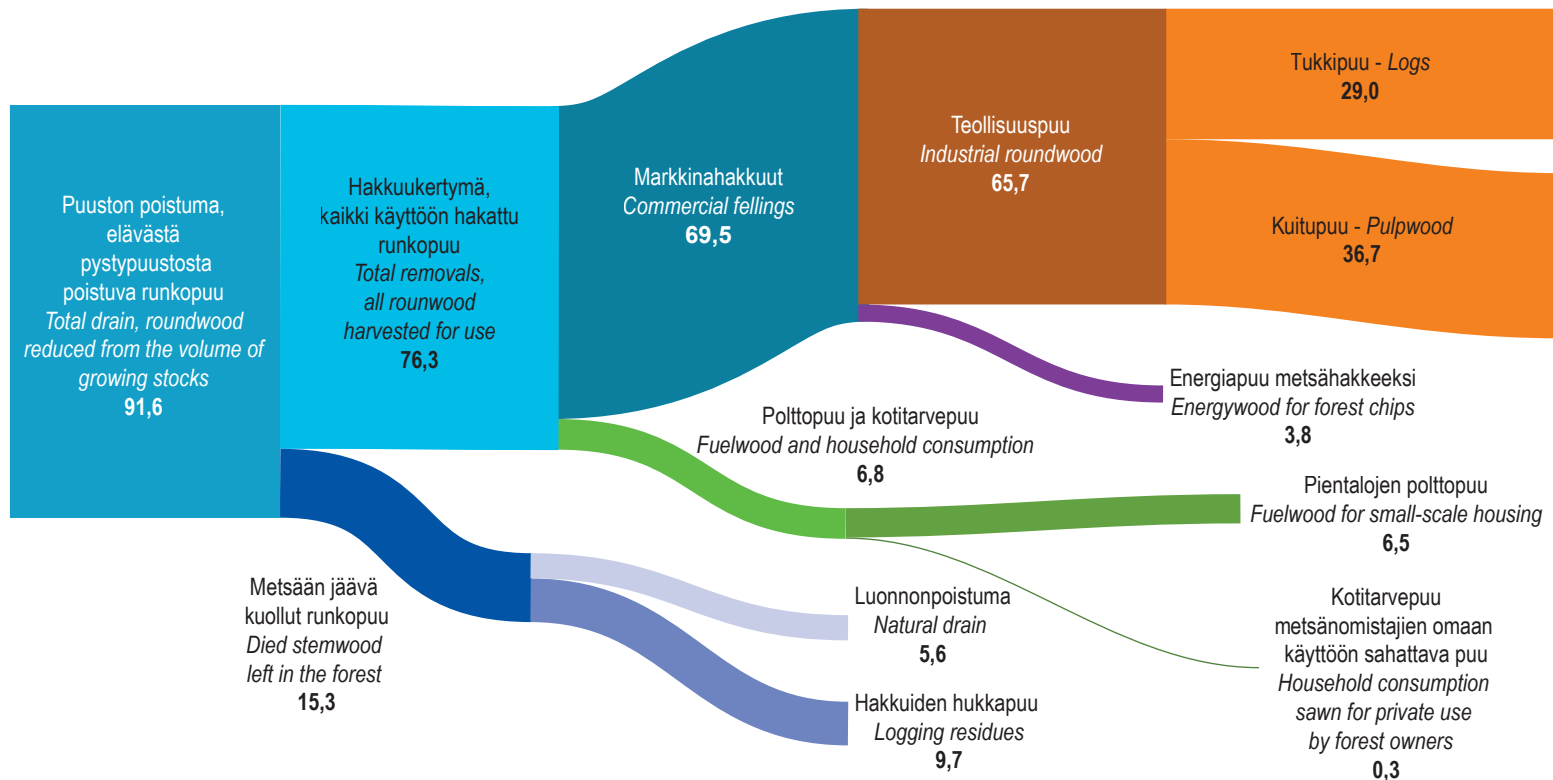 Puuston poistuma,
elävästä
pystypuustosta
poistuva runkopuu
Total drain, roundwood
reduced from the volume of
growing stocks
91,6
Hakkuukertymä,
kaikki käyttöön hakattu
runkopuu
Total removals,
all rounwood
harvested for use
76,3
Metsään jäävä
kuollut runkopuu
Died stemwood
left in the forest
15,3
Markkinahakkuut
Commercial fellings
69,5
Polttopuu ja kotitarvepuu
Fuelwood and household consumption
6,8
Luonnonpoistuma
Natural drain
5,6
Hakkuiden hukkapuu
Logging residues
9,7
Teollisuuspuu
Industrial roundwood
65,7
Energiapuu metsähakkeeksi
Energywood for forest chips
3,8
Pientalojen polttopuu
Fuelwood for small-scale housing
6,5
Kotitarvepuu
metsänomistajien omaan
käyttöön sahattava puu
Household consumption
sawn for private use
by forest owners
0,3
Tukkipuu - Logs
29,0
Kuitupuu - Pulpwood
36,7